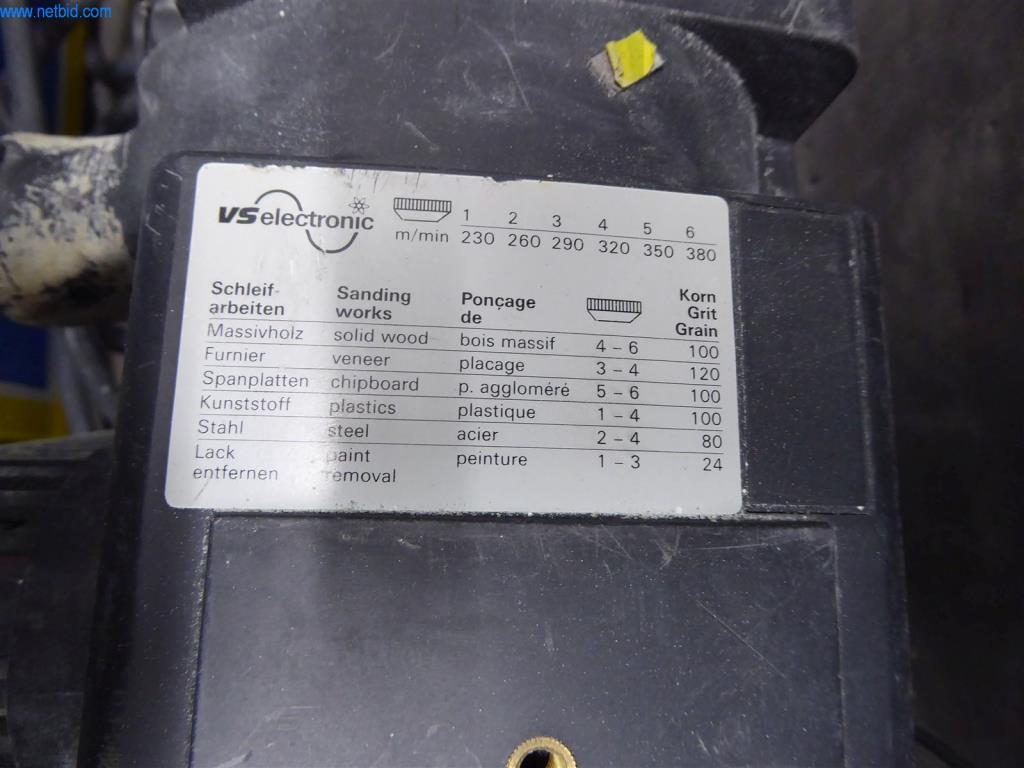 www.netbid.com
VSelectronic
1 2 3 4 5 6
m/min 230 260 290 320 350 380
Schleif- Sanding Ponçage Korn
arbeiten works de Grit
Grain
Massivholz solid wood bois massif 4 – 6 100
Furnier veneer placage 3 – 4 120
Spanplatten chipboard p. aggloméré 5 – 6 100
Kunststoff plastics plastique 1 – 4 100
Stahl steel acier 2 – 4 80
Lack paint peinture 1 – 3 24
entfernen removal